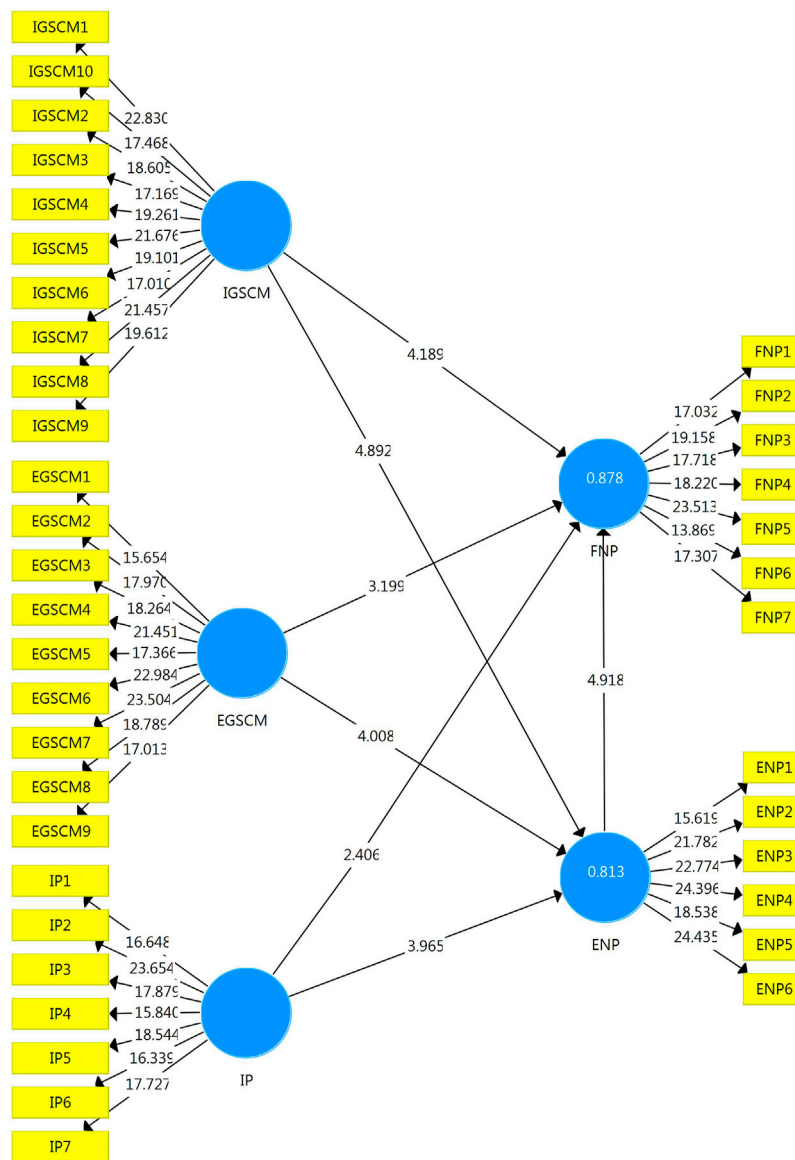 IGSCM1
IGSCM10
IGSCM2
IGSCM3
IGSCM4
IGSCM5
IGSCM6
IGSCM7
IGSCM8
IGSCM9
22.830
17.468
18.605
17.169
19.261
21.676
19.101
17.010
21.457
19.612
IGSCM
EGSCM1
EGSCM2
EGSCM3
EGSCM4
EGSCM5
EGSCM6
EGSCM7
EGSCM8
EGSCM9
15.654
17.970
18.264
21.451
17.366
22.984
23.504
18.789
17.013
EGSCM
IP1
IP2
IP3
IP4
IP5
IP6
IP7
16.648
23.654
17.879
15.840
18.544
16.339
17.727
IP
4.189
4.892
3.199
4.008
2.406
3.965
4.918
0.878
FNP
17.032
19.158
17.718
18.220
23.513
13.869
17.307
FNP1
FNP2
FNP3
FNP4
FNP5
FNP6
FNP7
0.813
ENP
15.619
21.782
22.774
24.396
18.538
24.435
ENP1
ENP2
ENP3
ENP4
ENP5
ENP6